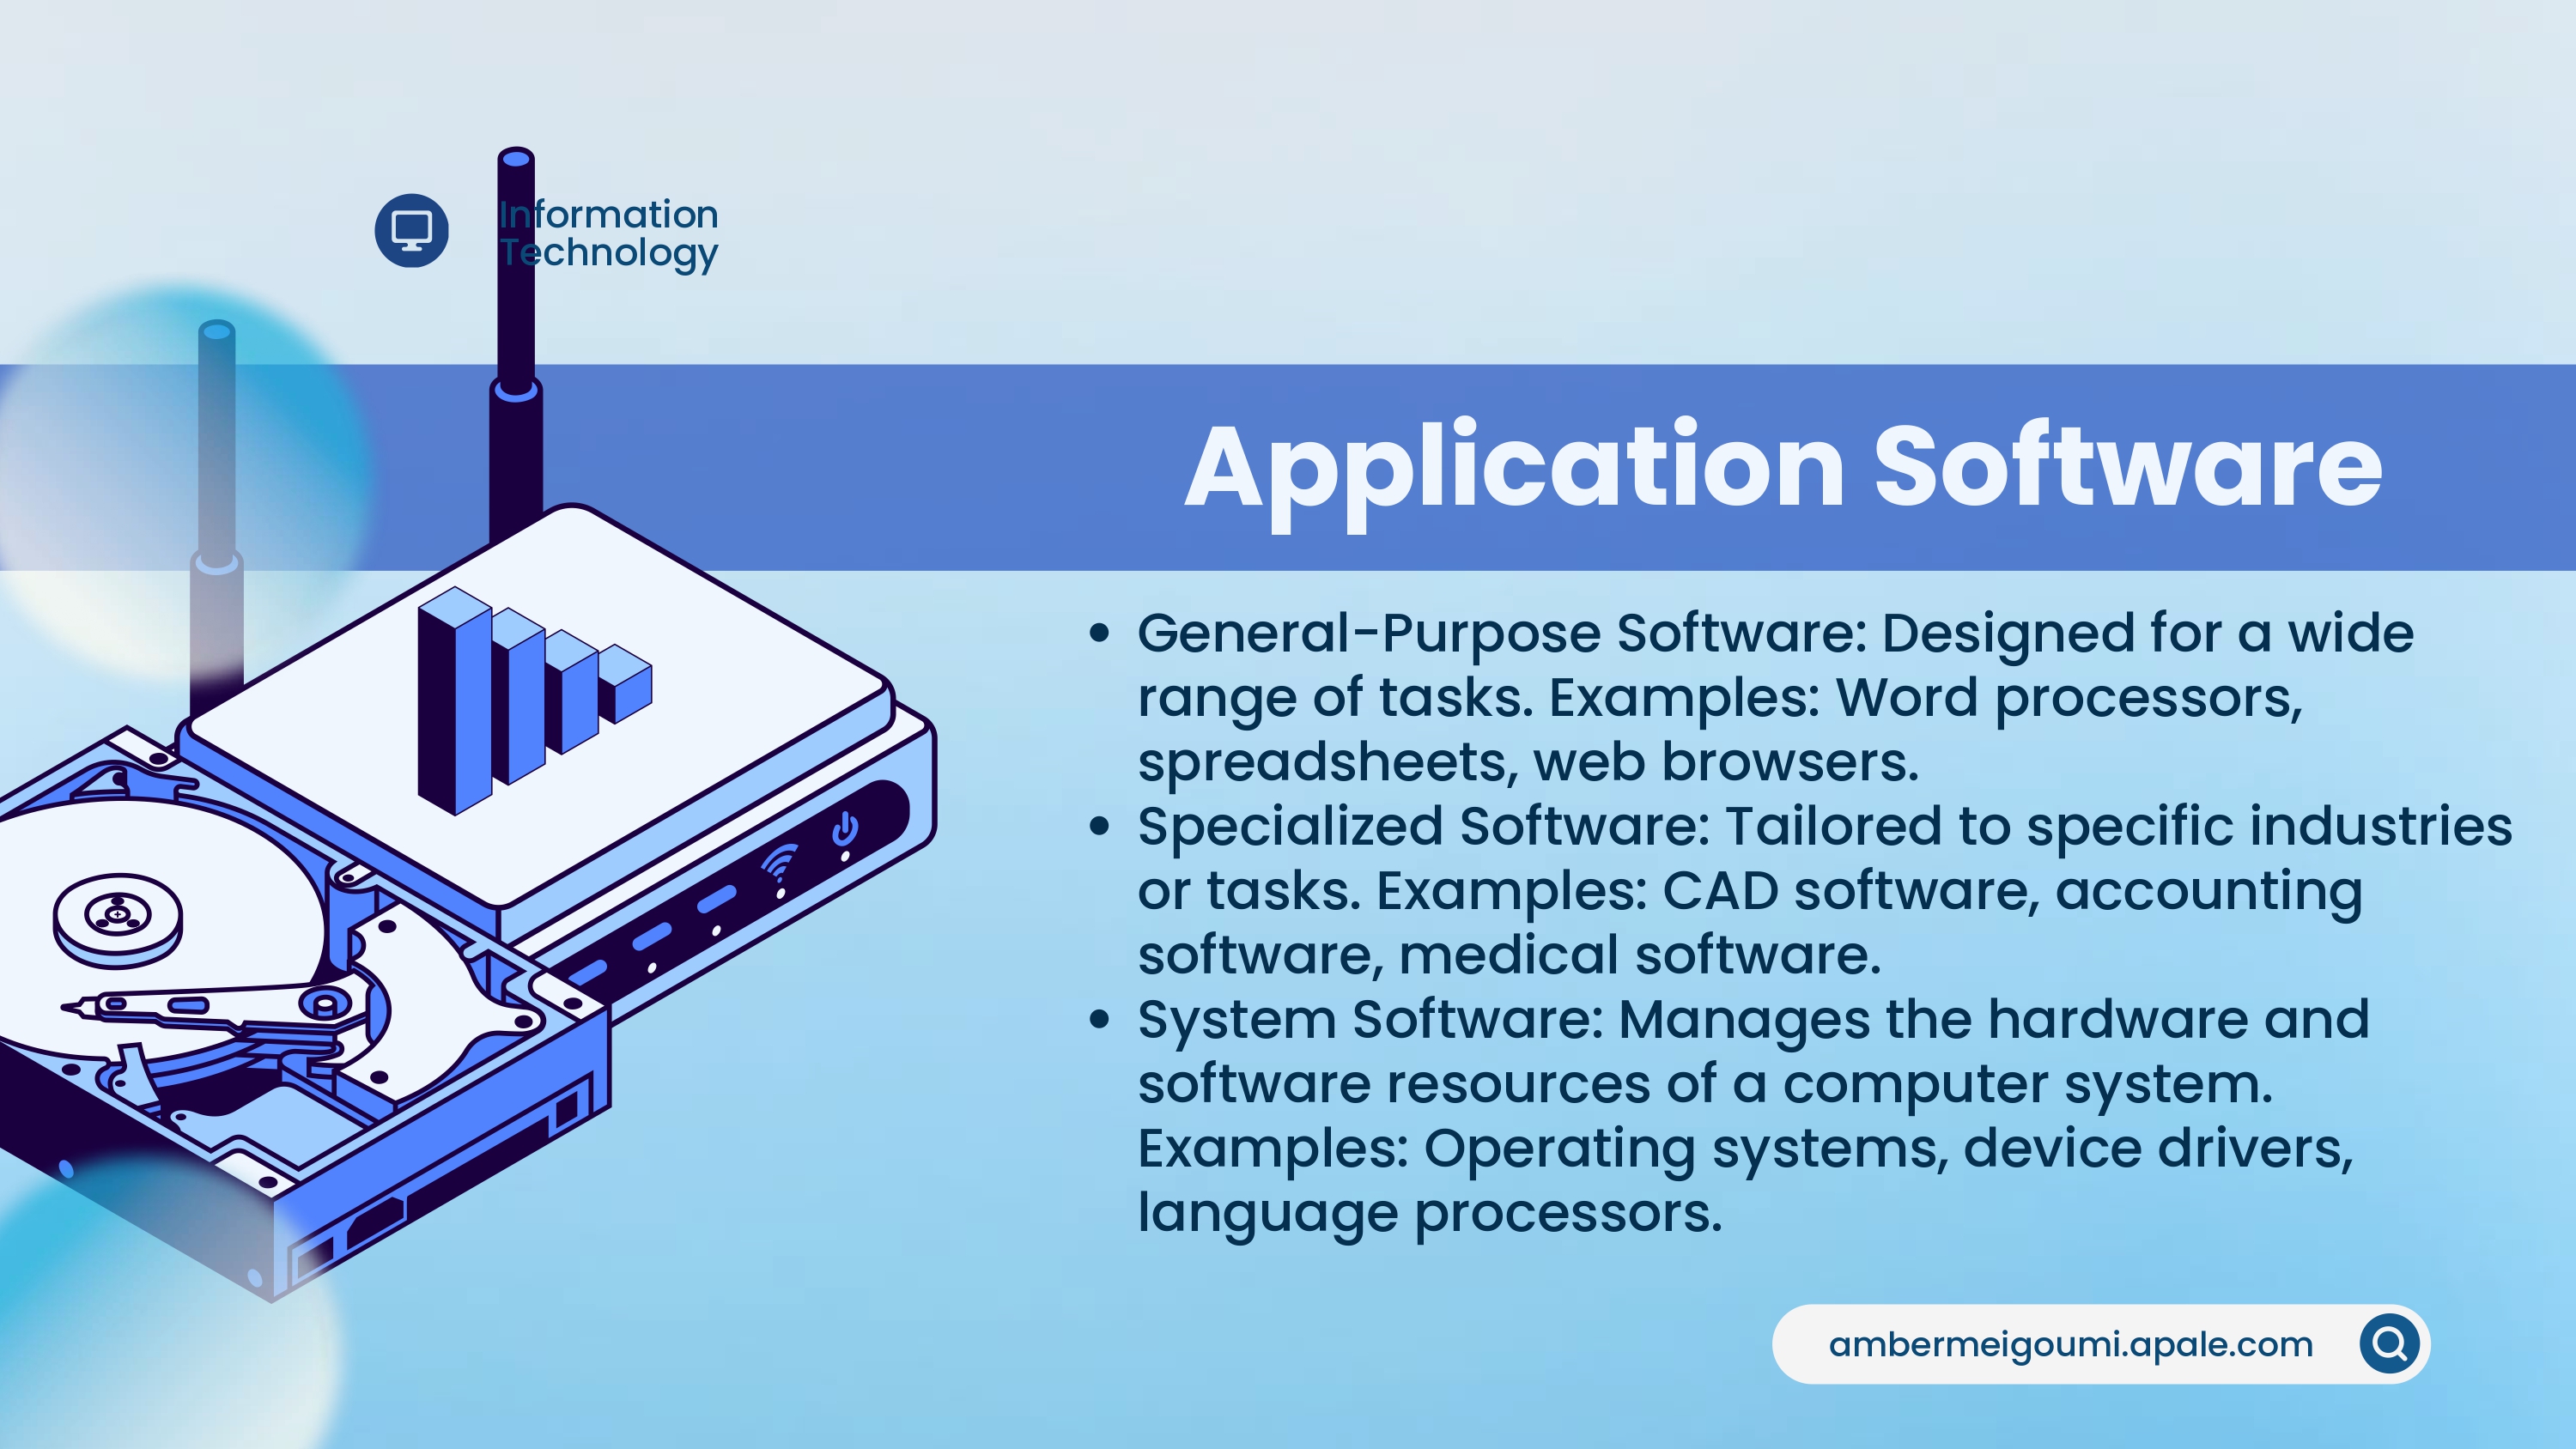 Information
Technology
Application Software
• General-Purpose Software: Designed for a wide
range of tasks. Examples: Word processors,
spreadsheets, web browsers.
• Specialized Software: Tailored to specific industries
or tasks. Examples: CAD software, accounting
software, medical software.
• System Software: Manages the hardware and
software resources of a computer system.
Examples: Operating systems, device drivers,
language processors.
ambermeigoumi.apale.com